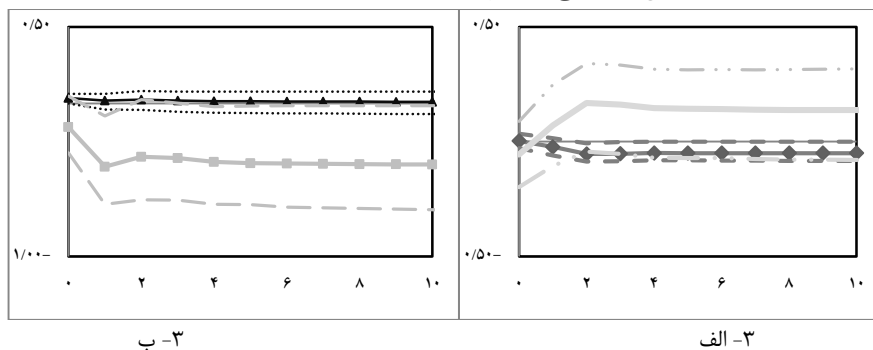 ۰/۵۰
۰/۵۰-
۰ ۲ ۴ ۶ ۸ ۱۰
۳- الف
۰/۵۰
۱/۰۰-
۰ ۲ ۴ ۶ ۸ ۱۰
۳- ب